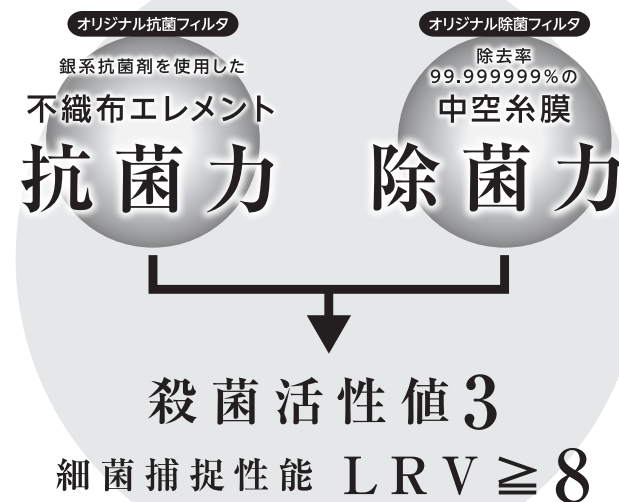 オリジナル抗菌フィルタ
銀系抗菌剤を使用した
不織布エレメント
抗菌力
オリジナル除菌フィルタ
除去率
99.999999%の
中空糸膜
除菌力
殺菌活性値3
細菌捕捉性能 LRV≧8